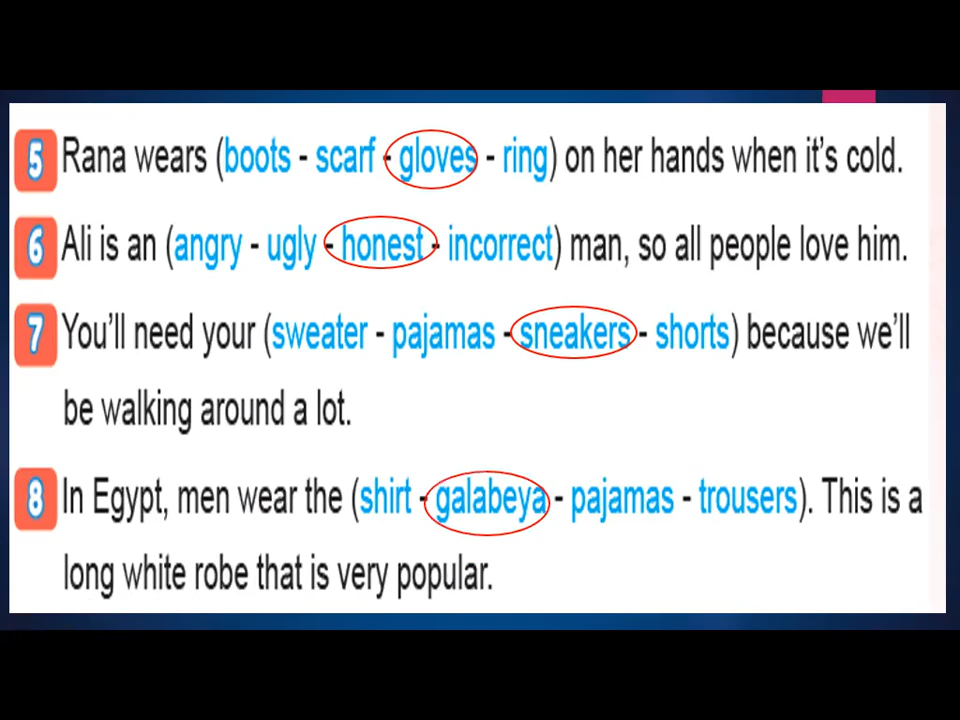 5 Rana wears (boots - scarf - gloves - ring) on her hands when it's cold.
6 Ali is an (angry - ugly - honest - incorrect) man, so all people love him.
7 You'll need your (sweater - pajamas - sneakers - shorts) because we'll
be walking around a lot.
8 In Egypt, men wear the (shirt - galabeya - pajamas - trousers). This is a
long white robe that is very popular.